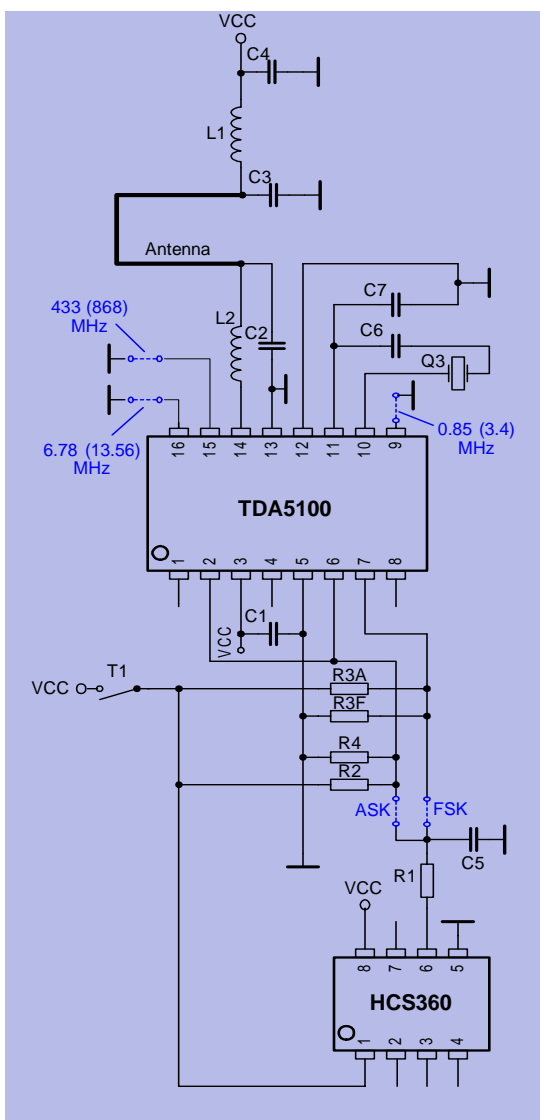 VCC
C4
L1
C3
Antenna
433 (868)
MHz
L2
C2
C7
C6
Q3
6.78 (13.56)
MHz
0.85 (3.4)
MHz
16 15 14 13 12 11 10 9
TDA5100
1 2 3 4 5 6 7 8
VCC
C1
T1
VCC
R3A
R3F
R4
R2
ASK
FSK
C5
R1
VCC
8 7 6 5
HCS360
1 2 3 4